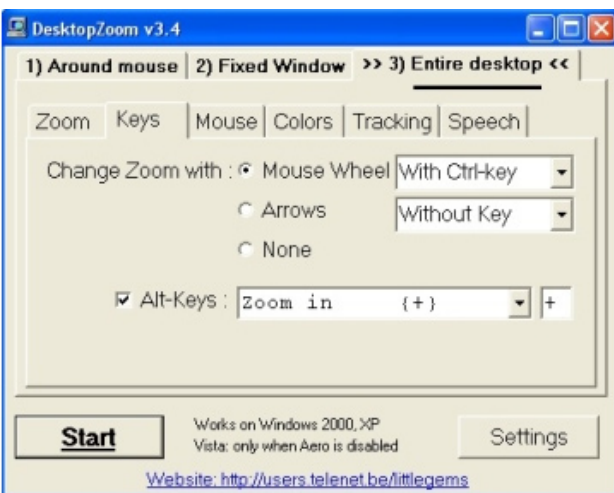 DesktopZoom v3.4
1) Around mouse 2) Fixed Window >> 3) Entire desktop <<
Zoom Keys Mouse Colors Tracking Speech
Change Zoom with : Mouse Wheel With Ctrl-key
Arrows Without Key
None
Alt-Keys : Zoom in {+} +
Start
Works on Windows 2000, XP
Vista: only when Aero is disabled
Settings
Website: http://users.telenet.be/littlegems